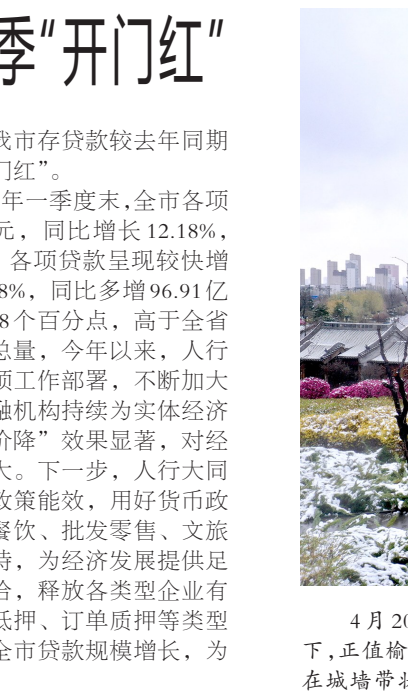 季“开门红”
我市存贷款较去年同期
门红”。
年一季度末,全市各项
元，同比增长12.18%，
各项贷款呈现较快增
8%，同比多增96.91亿
8个百分点，高于全省
总量，今年以来，人行
项工作部署，不断加大
融机构持续为实体经济
价降”效果显著，对经
大。下一步，人行大同
政策能效，用好货币政
餐饮、批发零售、文旅
持，为经济发展提供足
给，释放各类型企业有
低押、订单质押等类型
全市贷款规模增长，为
4月20
下,正值榆
在城墙带状